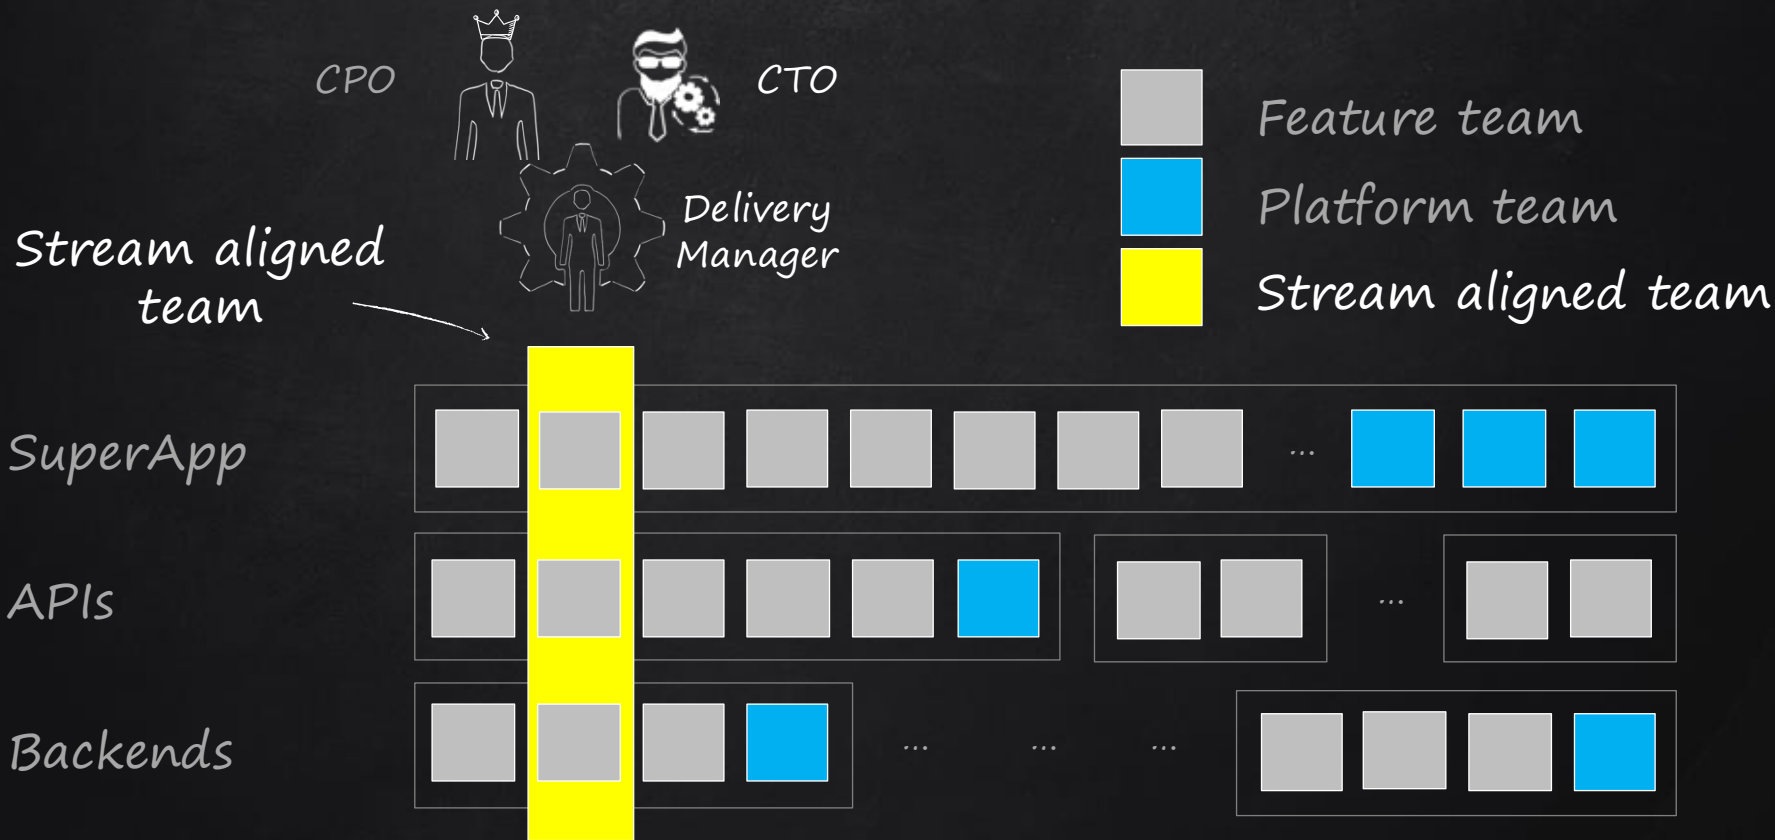 CPO
CTO
Delivery
Manager
Stream aligned
team
Feature team
Platform team
Stream aligned team
SuperApp
...
APIs
...
Backends
...
...
...